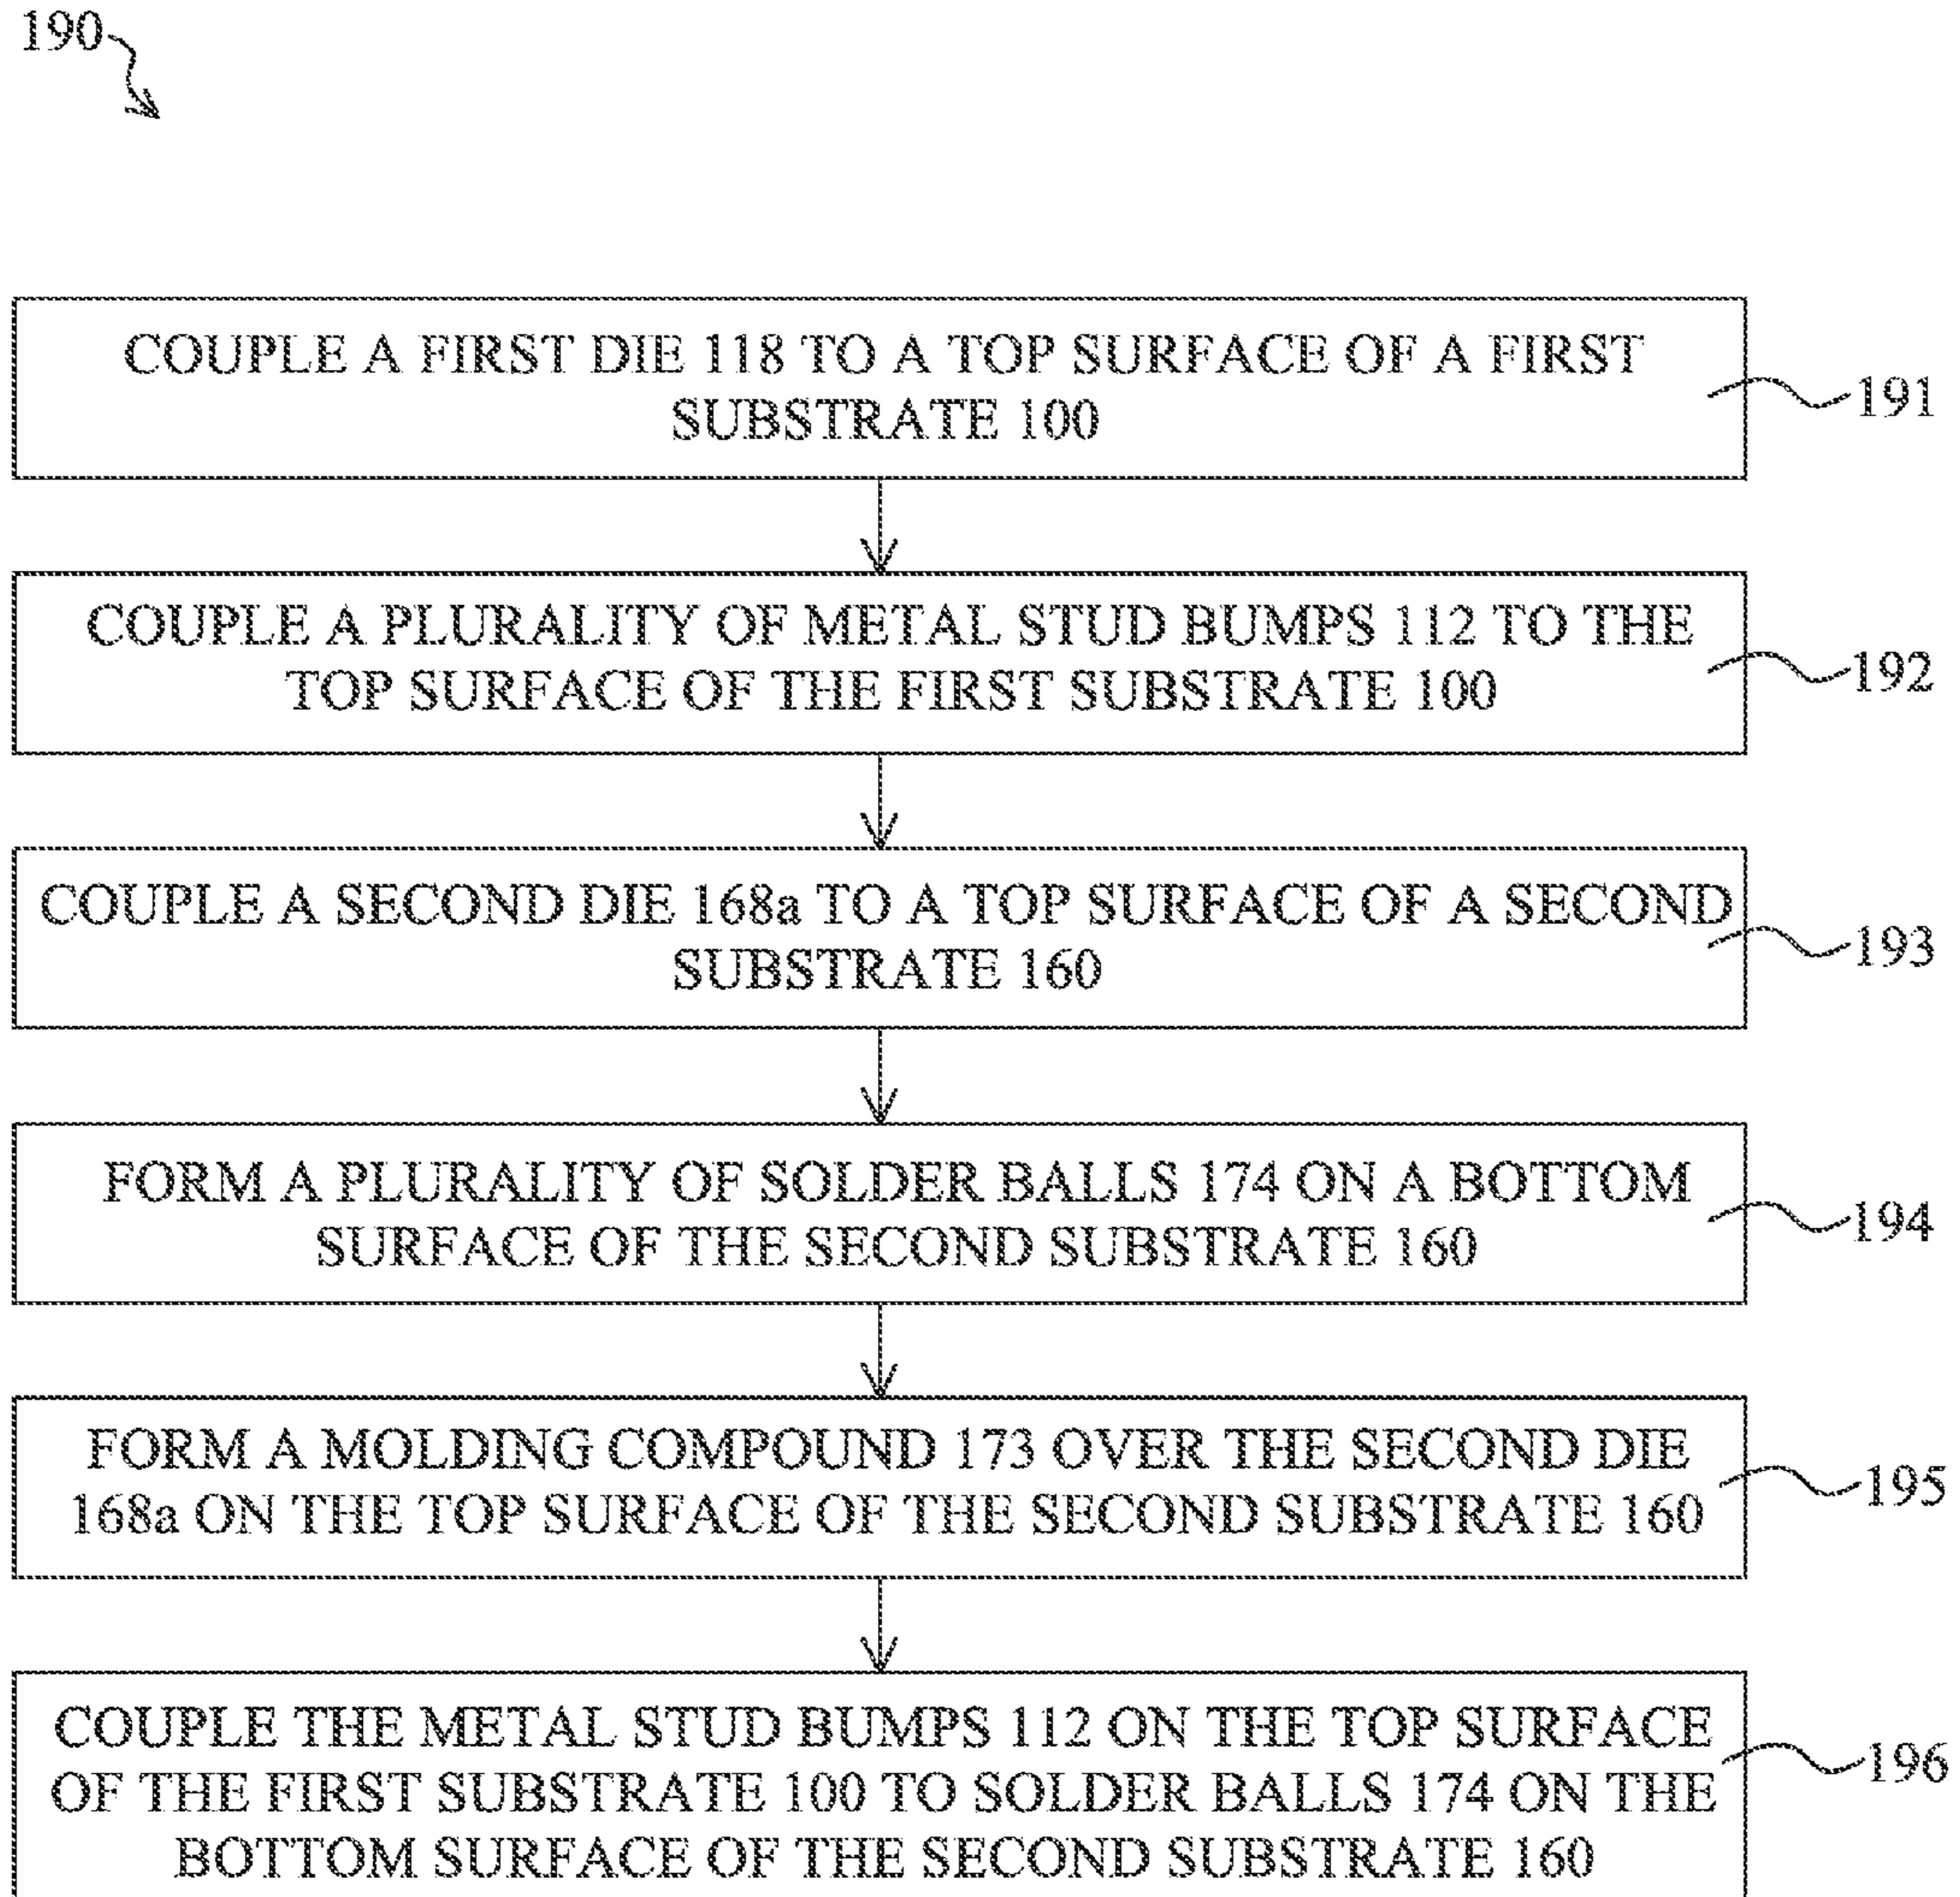 190
COUPLE A FIRST DIE 118 TO A TOP SURFACE OF A FIRST
SUBSTRATE 100
191
COUPLE A PLURALITY OF METAL STUD BUMPS 112 TO THE
TOP SURFACE OF THE FIRST SUBSTRATE 100
192
COUPLE A SECOND DIE 168a TO A TOP SURFACE OF A SECOND
SUBSTRATE 160
193
FORM A PLURALITY OF SOLDER BALLS 174 ON A BOTTOM
SURFACE OF THE SECOND SUBSTRATE 160
194
FORM A MOLDING COMPOUND 173 OVER THE SECOND DIE
168a ON THE TOP SURFACE OF THE SECOND SUBSTRATE 160
195
COUPLE THE METAL STUD BUMPS 112 ON THE TOP SURFACE
OF THE FIRST SUBSTRATE 100 TO SOLDER BALLS 174 ON THE
BOTTOM SURFACE OF THE SECOND SUBSTRATE 160
196